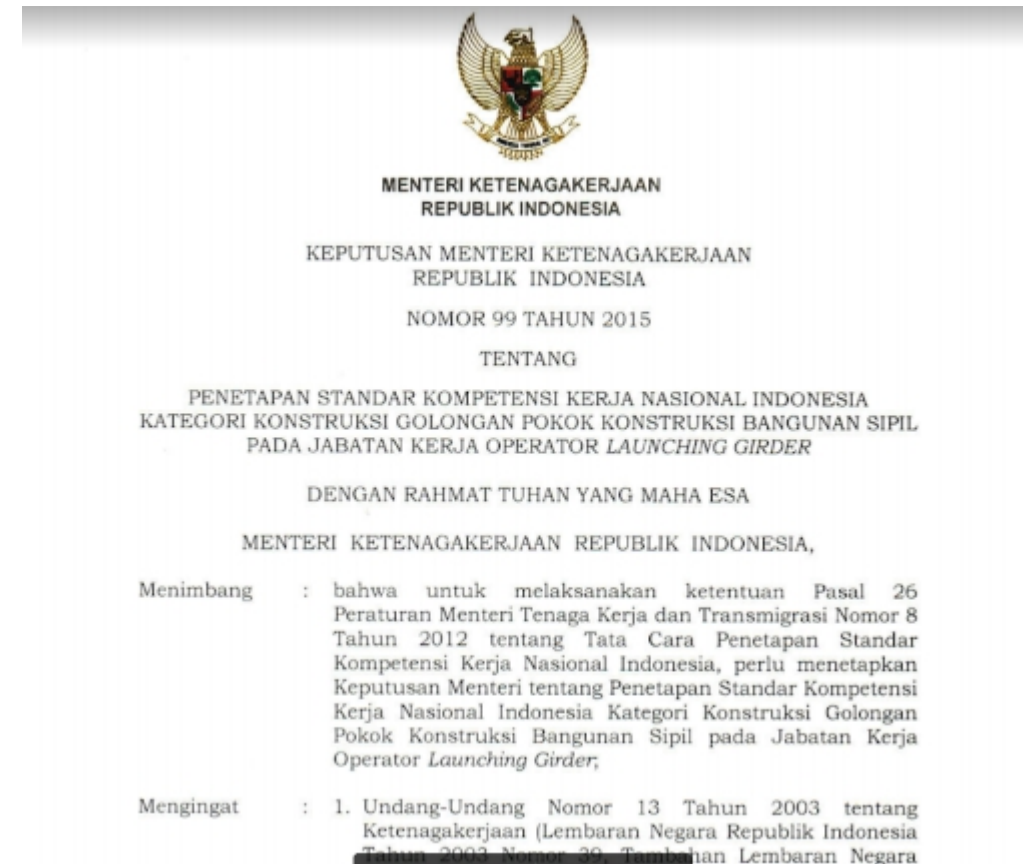 MENTERI KETENAGAKERJAAN
REPUBLIK INDONESIA
KEPUTUSAN MENTERI KETENAGAKERJAAN
REPUBLIK INDONESIA
NOMOR 99 TAHUN 2015
TENTANG
PENETAPAN STANDAR KOMPETENSI KERJA NASIONAL INDONESIA
KATEGORI KONSTRUKSI GOLONGAN POKOK KONSTRUKSI BANGUNAN SIPIL
PADA JABATAN KERJA OPERATOR LAUNCHING GIRDER
DENGAN RAHMAT TUHAN YANG MAHA ESA
MENTERI KETENAGAKERJAAN REPUBLIK INDONESIA,
Menimbang : bahwa untuk melaksanakan ketentuan Pasal 26
Peraturan Menteri Tenaga Kerja dan Transmigrasi Nomor 8
Tahun 2012 tentang Tata Cara Penetapan Standar
Kompetensi Kerja Nasional Indonesia, perlu menetapkan
Keputusan Menteri tentang Penetapan Standar Kompetensi
Kerja Nasional Indonesia Kategori Konstruksi Golongan
Pokok Konstruksi Bangunan Sipil pada Jabatan Kerja
Operator Launching Girder;
Mengingat : 1. Undang-Undang Nomor 13 Tahun 2003 tentang
Ketenagakerjaan (Lembaran Negara Republik Indonesia
Tahun 2003 Nomor 39, Tambahan Lembaran Negara